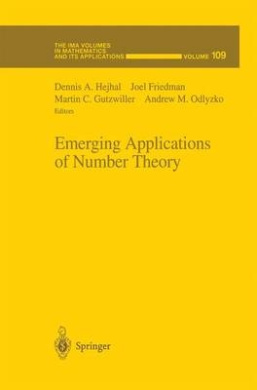 THE IMA VOLUMES
IN MATHEMATICS
AND ITS APPLICATIONS
VOLUME 109
Dennis A. Hejhal Joel Friedman
Martin C. Gutzwiller Andrew M. Odlyzko
Editors
Emerging Applications
of Number Theory
Springer